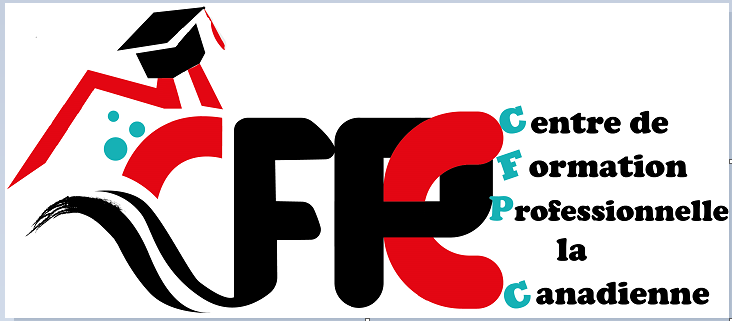 CFPC
Centre de
Formation
Professionnelle
la
Canadienne